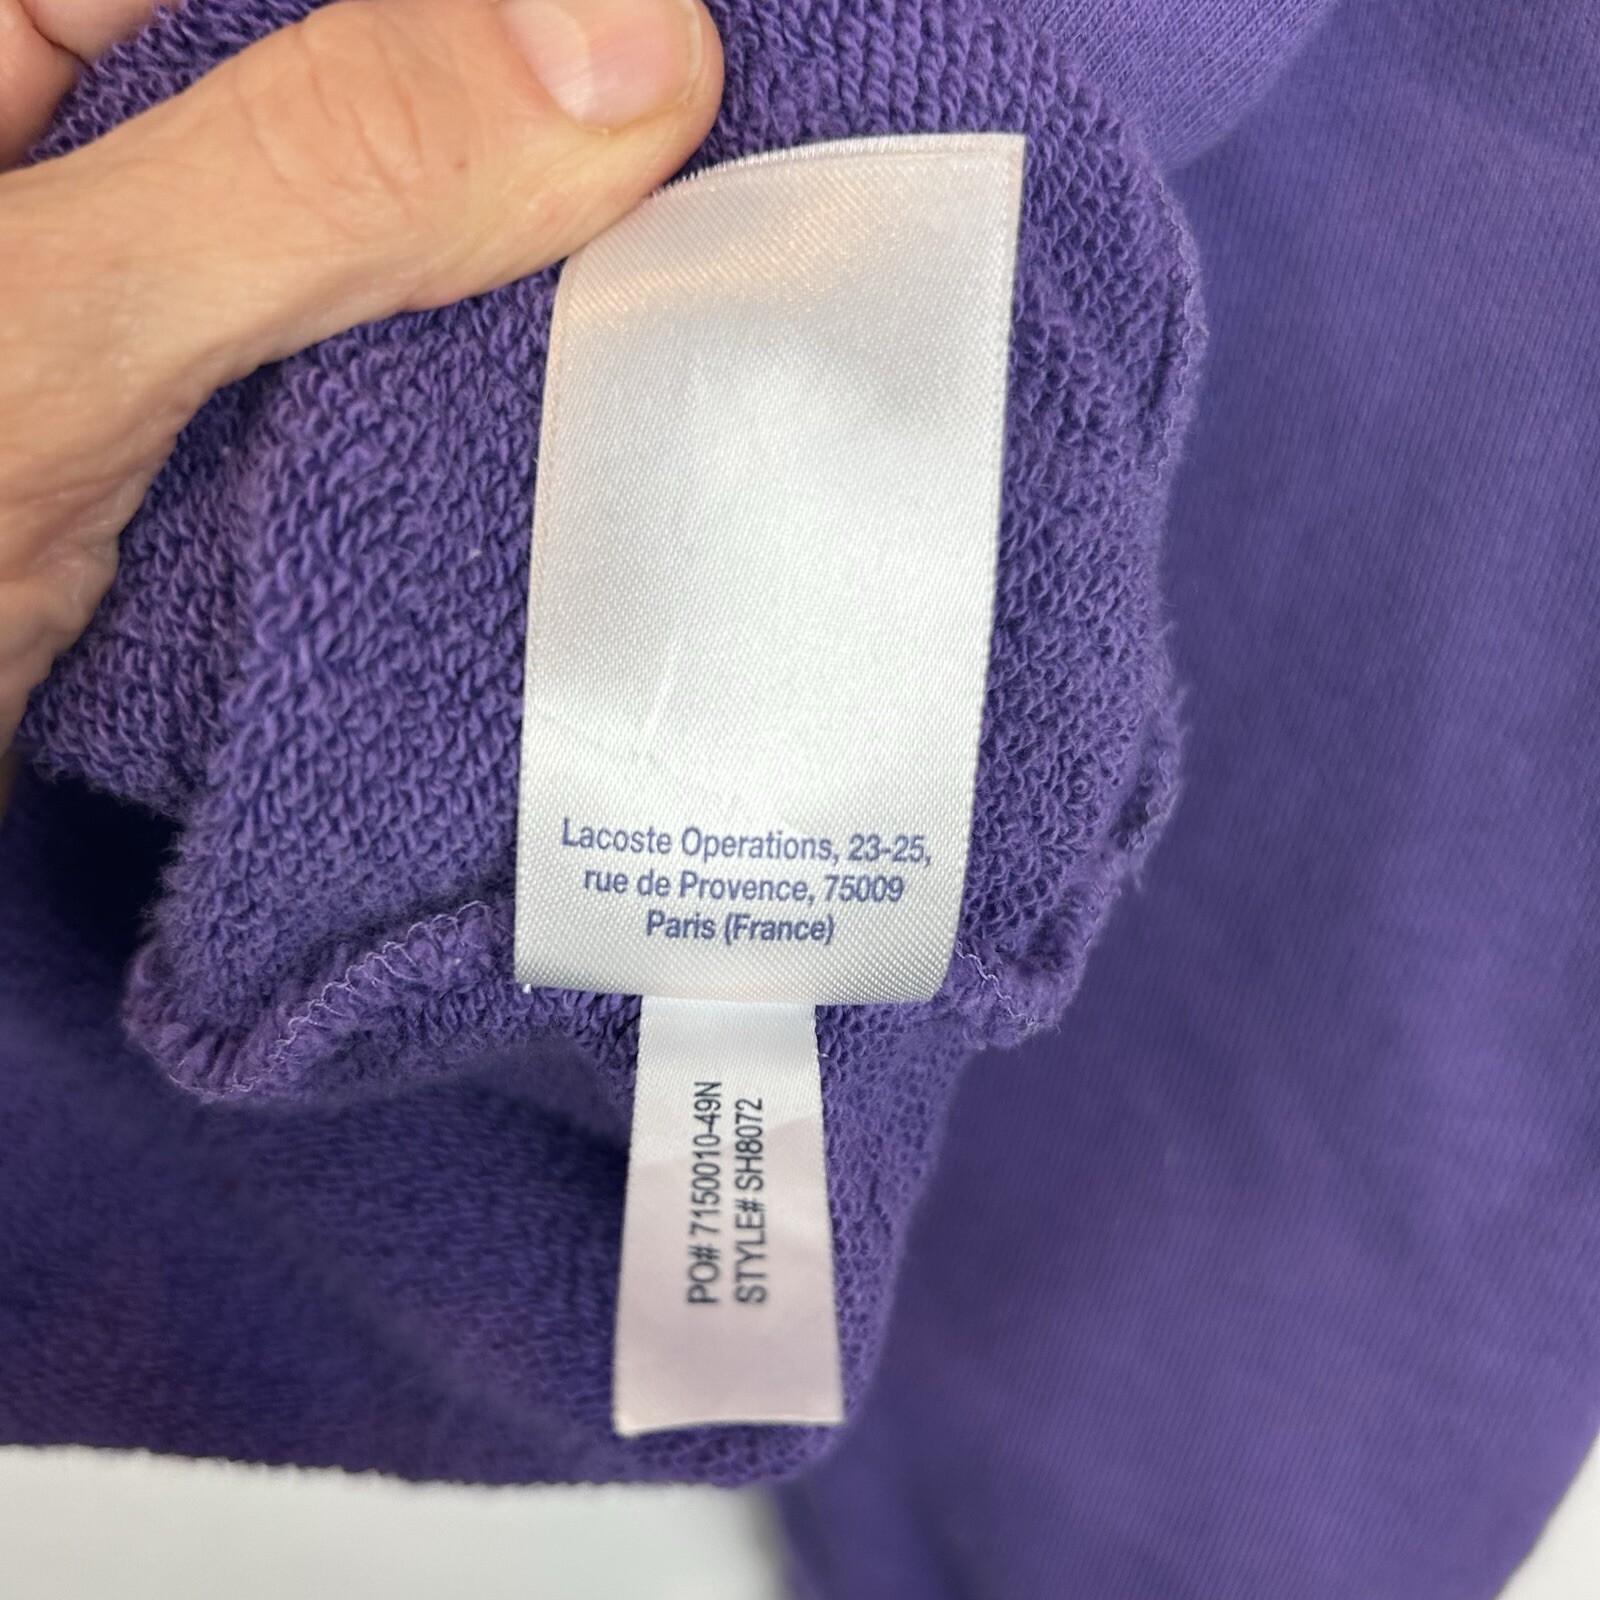 Lacoste Operations, 23-25,
rue de Provence, 75009
Paris (France)
PO# 7150010-49N
STYLE# SH8072